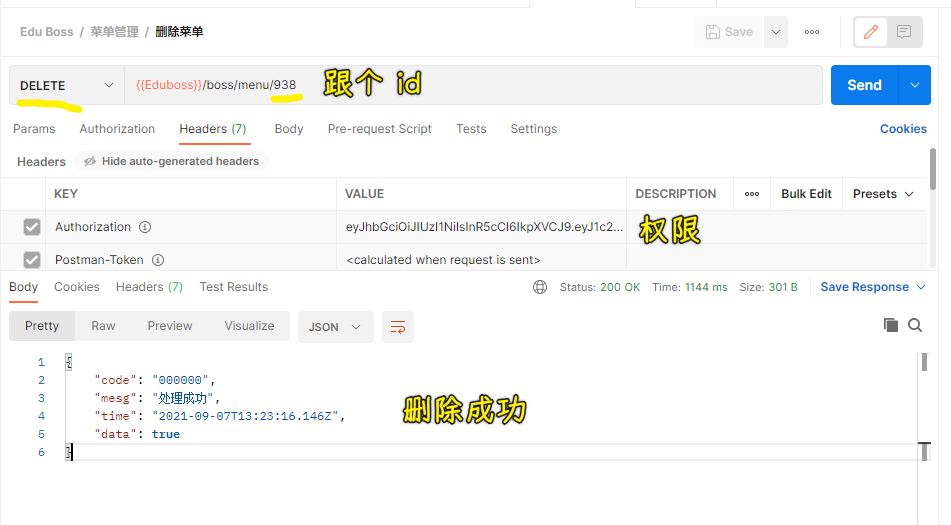 Edu Boss / 菜单管理 / 删除菜单 Save
DELETE {{Eduboss}}/boss/menu/938 跟个 id Send
Params Authorization Headers (7) Body Pre-request Script Tests Settings Cookies
Headers Hide auto-generated headers
KEY VALUE DESCRIPTION Bulk Edit Presets
Authorization eyJhbGciOiJIUzI1NiIsInR5cCI6IkpXVCJ9.eyJ1c2... 权限
Postman-Token <calculated when request is sent>
Body Cookies Headers (7) Test Results Status: 200 OK Time: 1144 ms Size: 301 B Save Response
Pretty Raw Preview Visualize JSON
1 {
2 "code": "000000",
3 "mesg": "处理成功",
4 "time": "2021-09-07T13:23:16.146Z",
删除成功
5 "data": true
6 }